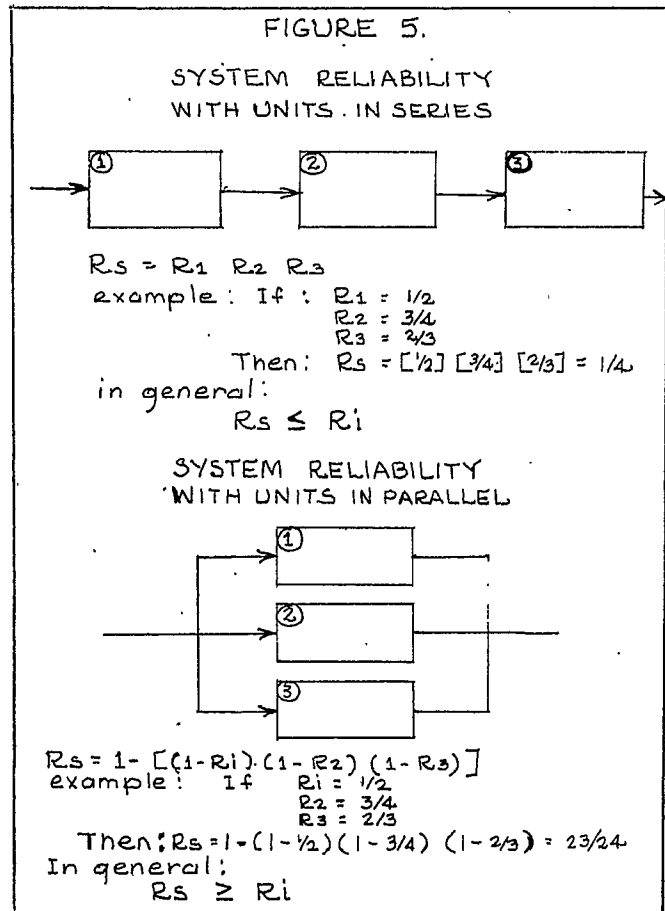 FIGURE 5.
SYSTEM RELIABILITY
WITH UNITS IN SERIES
1 2 3
Rs = R1 R2 R3
example: If: R1 = 1/2
R2 = 3/4
R3 = 2/3
Then: Rs = [1/2] [3/4] [2/3] = 1/4
in general:
Rs ≤ Ri
SYSTEM RELIABILITY
WITH UNITS IN PARALLEL
1
2
3
Rs = 1- [(1-Ri).(1-R2) (1-R3)]
example: If Ri = 1/2
R2 = 3/4
R3 = 2/3
Then: Rs = 1-(1-1/2)(1-3/4) (1-2/3) = 23/24
In general:
Rs ≥ Ri